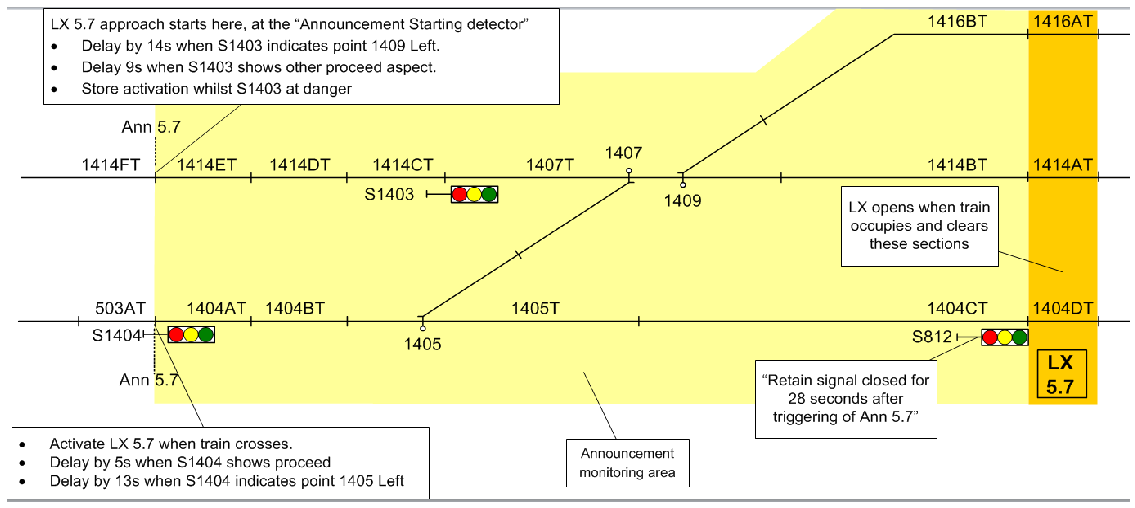 LX 5.7 approach starts here, at the “Announcement Starting detector”
• Delay by 14s when S1403 indicates point 1409 Left.
• Delay 9s when S1403 shows other proceed aspect.
• Store activation whilst S1403 at danger
1416BT 1416AT
Ann 5.7
1414FT 1414ET 1414DT 1414CT 1407T 1407 1414BT 1414AT
S1403
1409
LX opens when train
occupies and clears
these sections
503AT 1404AT 1404BT 1405T 1404CT 1404DT
S1404
1405
S812
Ann 5.7
LX
5.7
“Retain signal closed for
28 seconds after
triggering of Ann 5.7”
• Activate LX 5.7 when train crosses.
• Delay by 5s when S1404 shows proceed
• Delay by 13s when S1404 indicates point 1405 Left
Announcement
monitoring area